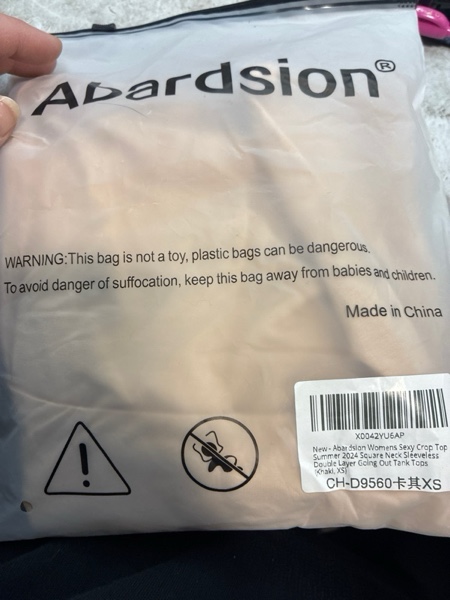 Abardsion®
WARNING:This bag is not a toy, plastic bags can be dangerous.
To avoid danger of suffocation, keep this bag away from babies and children.
Made in China
X0042YU6AP
New - Abardsion Womens Sexy Crop Top
Summer 2024 Square Neck Sleeveless
Double Layer Going Out Tank Tops
(Khaki, XS)
CH-D9560卡其XS